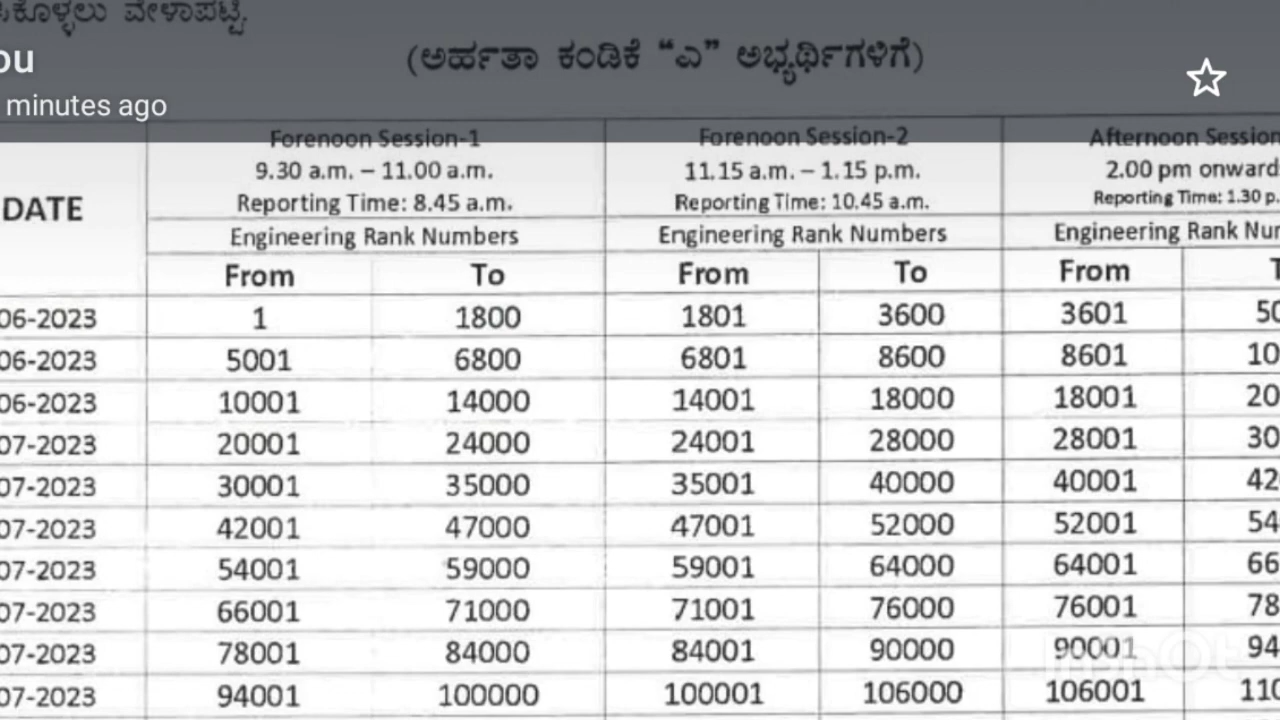 ವೇಳಾಪಟ್ಟಿ.
(ಅರ್ಹತಾ ಕಂಡಿಕೆ “ಎ” ಅಭ್ಯರ್ಥಿಗಳಿಗೆ)
ou
minutes ago
DATE Forenoon Session-1 Forenoon Session-2 Afternoon Session
9.30 a.m. – 11.00 a.m. 11.15 a.m. – 1.15 p.m. 2.00 pm onward
Reporting Time: 8.45 a.m. Reporting Time: 10.45 a.m. Reporting Time: 1.30 p.
Engineering Rank Numbers Engineering Rank Numbers Engineering Rank Nu
From To From To From T
06-2023 1 1800 1801 3600 3601 50
06-2023 5001 6800 6801 8600 8601 10
06-2023 10001 14000 14001 18000 18001 20
07-2023 20001 24000 24001 28000 28001 30
07-2023 30001 35000 35001 40000 40001 42
07-2023 42001 47000 47001 52000 52001 54
07-2023 54001 59000 59001 64000 64001 66
07-2023 66001 71000 71001 76000 76001 78
07-2023 78001 84000 84001 90000 90001 94
07-2023 94001 100000 100001 106000 106001 110